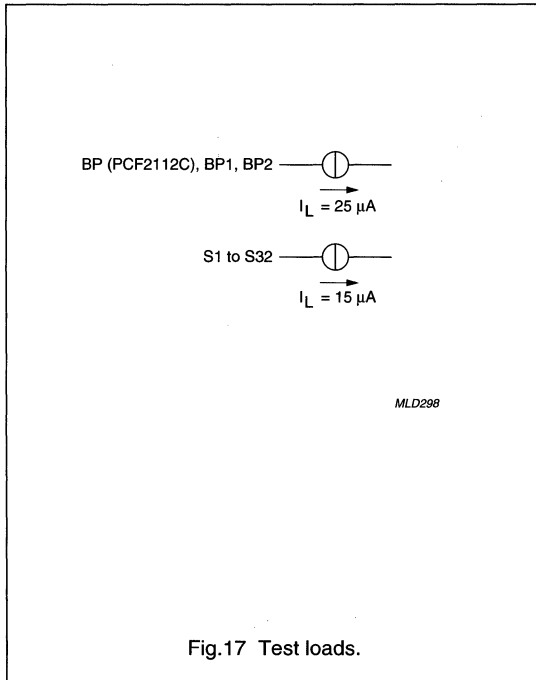 BP (PCF2112C), BP1, BP2
I_L = 25 µA
S1 to S32
I_L = 15 µA
MLD298
Fig.17 Test loads.